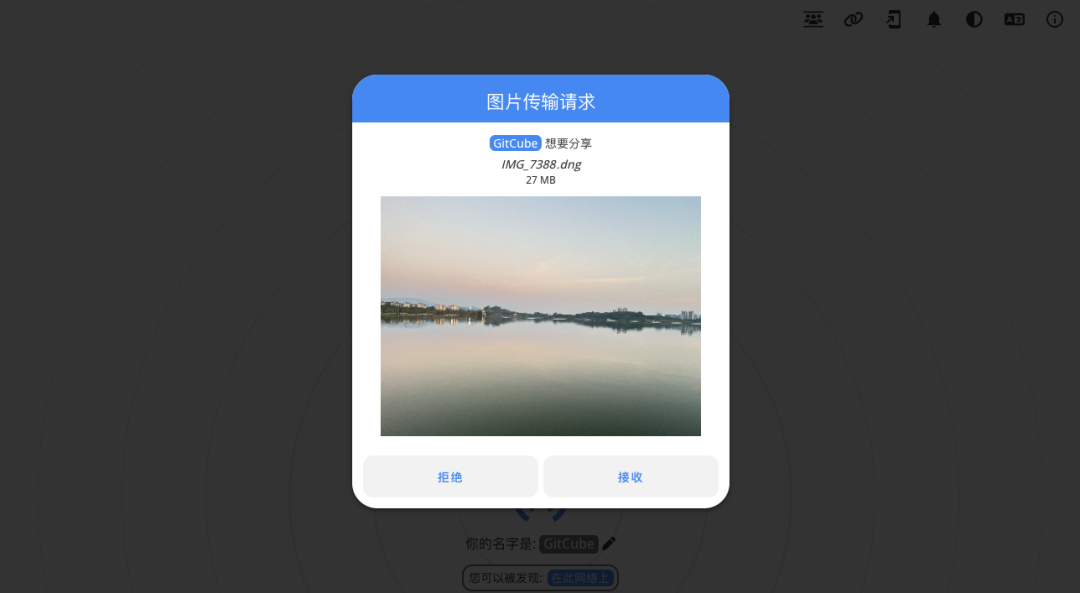 图片传输请求
GitCube 想要分享
IMG_7388.dng
27 MB
拒绝 接收
你的名字是: GitCube
您可以被发现: 在此网络上